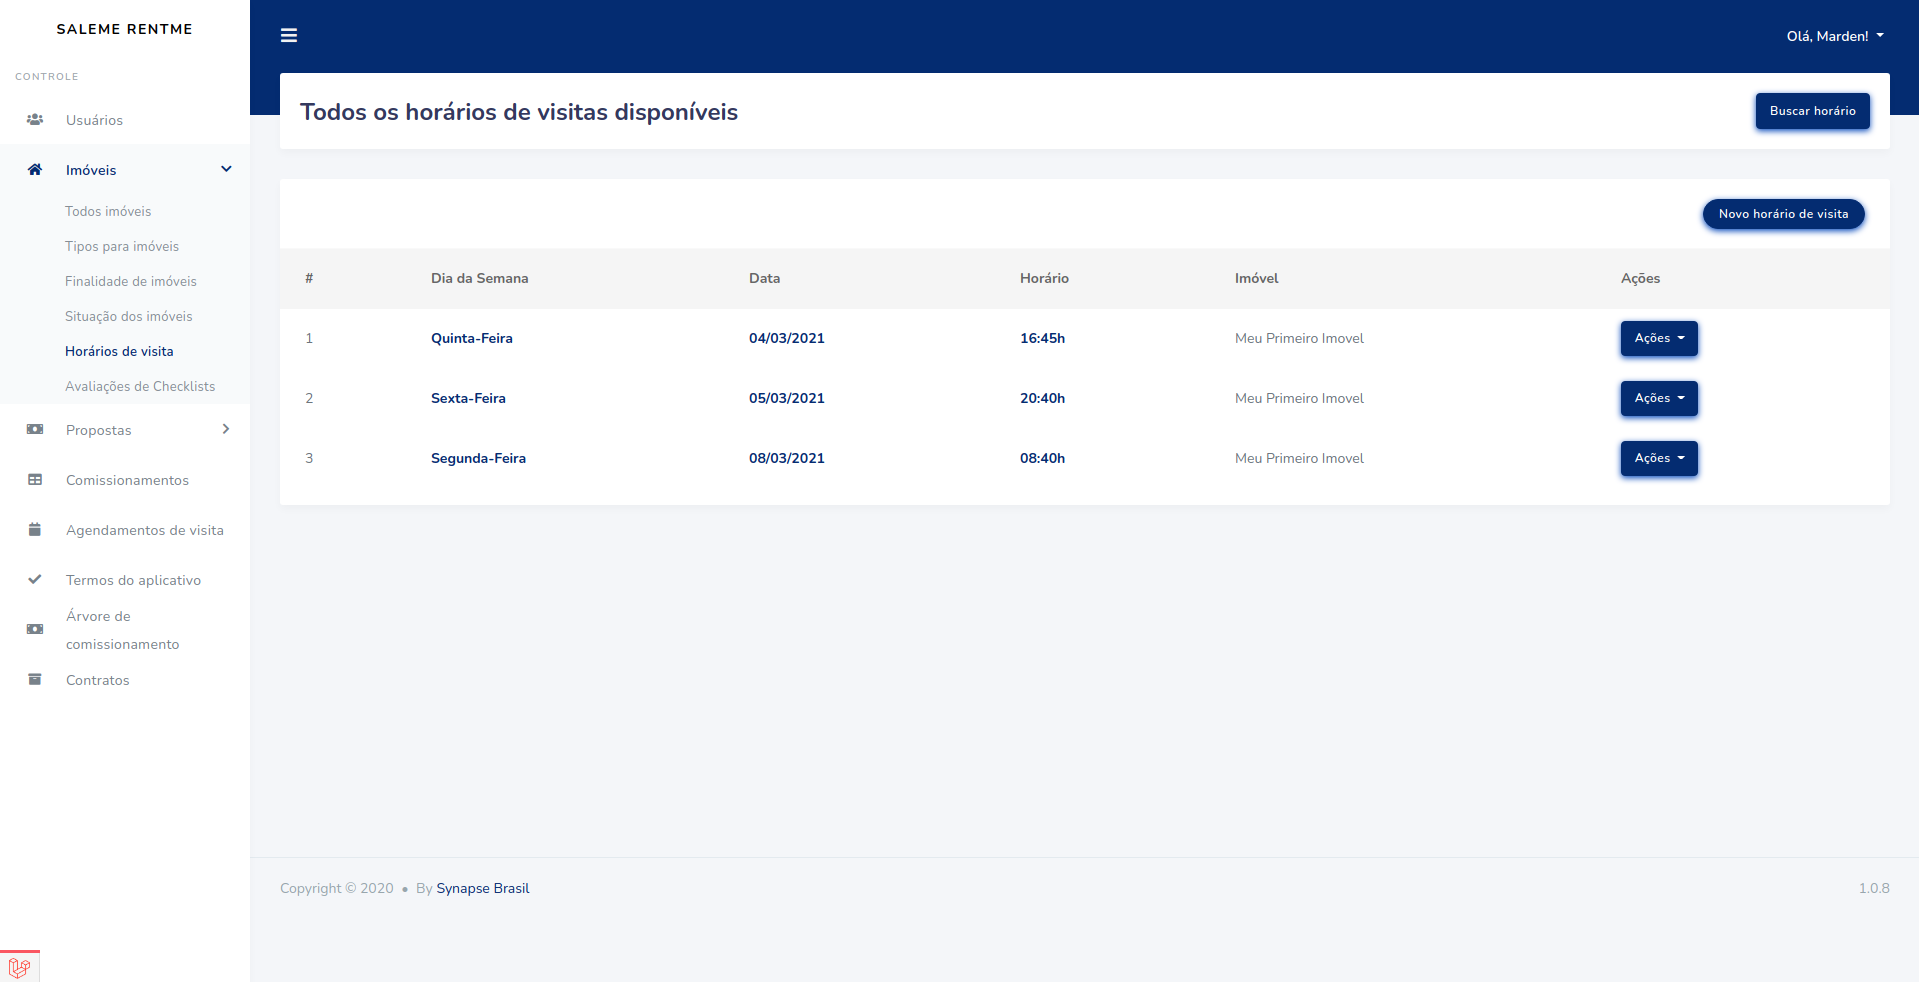 SALEME RENTME
CONTROLE
Usuários
Imóveis
Todos imóveis
Tipos para imóveis
Finalidade de imóveis
Situação dos imóveis
Horários de visita
Avaliações de Checklists
Propostas
Comissionamentos
Agendamentos de visita
Termos do aplicativo
Árvore de
comissionamento
Contratos
Olá, Marden!
Todos os horários de visitas disponíveis
Buscar horário
Novo horário de visita
# Dia da Semana Data Horário Imóvel Ações
1 Quinta-Feira 04/03/2021 16:45h Meu Primeiro Imovel Ações
2 Sexta-Feira 05/03/2021 20:40h Meu Primeiro Imovel Ações
3 Segunda-Feira 08/03/2021 08:40h Meu Primeiro Imovel Ações
Copyright © 2020 • By Synapse Brasil 1.0.8